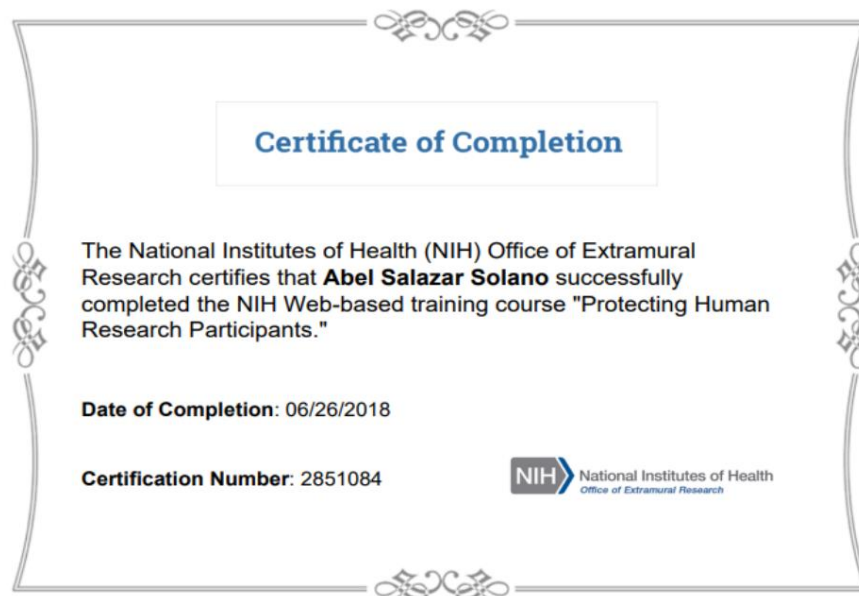 Certificate of Completion
The National Institutes of Health (NIH) Office of Extramural
Research certifies that Abel Salazar Solano successfully
completed the NIH Web-based training course "Protecting Human
Research Participants."
Date of Completion: 06/26/2018
Certification Number: 2851084
NIH National Institutes of Health
Office of Extramural Research